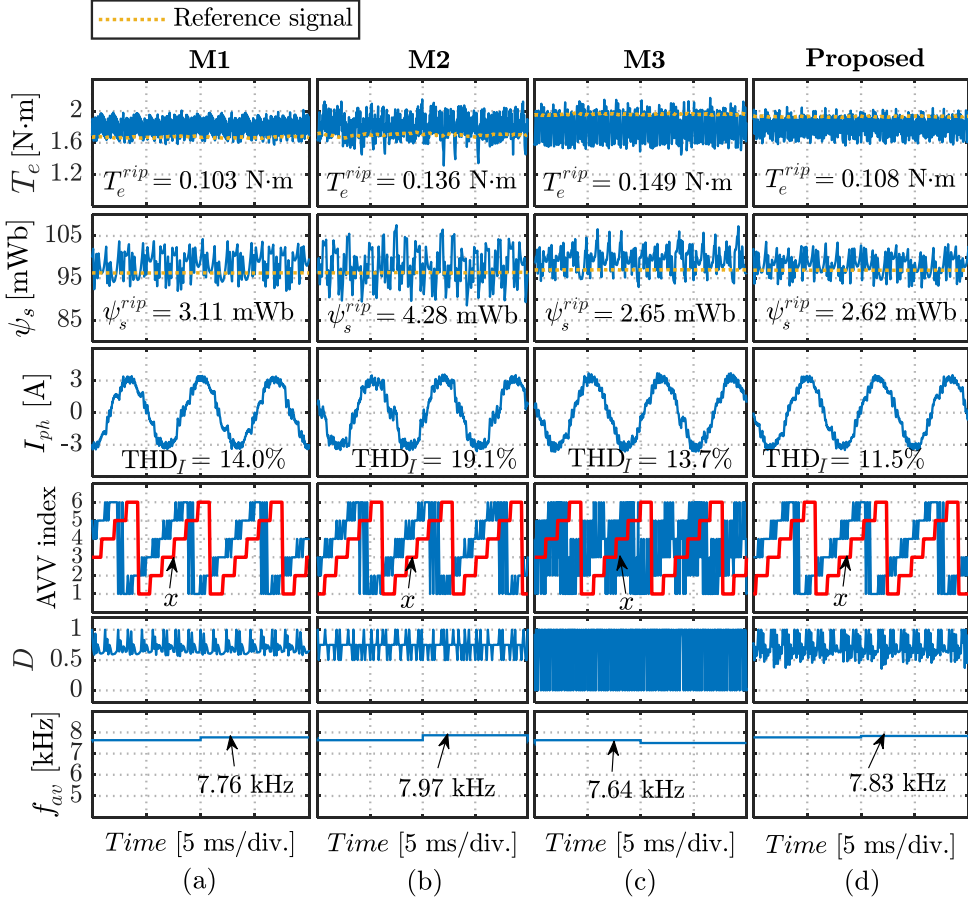 Reference signal
M1 M2 M3 Proposed
T_e [N·m]
2
1.6
1.2
T_e^rip = 0.103 N·m T_e^rip = 0.136 N·m T_e^rip = 0.149 N·m T_e^rip = 0.108 N·m
ψ_s [mWb]
105
95
85
ψ_s^rip = 3.11 mWb ψ_s^rip = 4.28 mWb ψ_s^rip = 2.65 mWb ψ_s^rip = 2.62 mWb
I_ph [A]
3
0
-3
THD_I = 14.0% THD_I = 19.1% THD_I = 13.7% THD_I = 11.5%
AVV index
6
5
4
3
2
1
x x x x
D
1
0.5
0
f_av [kHz]
8
7
6
5
7.76 kHz 7.97 kHz 7.64 kHz 7.83 kHz
Time [5 ms/div.] Time [5 ms/div.] Time [5 ms/div.] Time [5 ms/div.]
(a) (b) (c) (d)